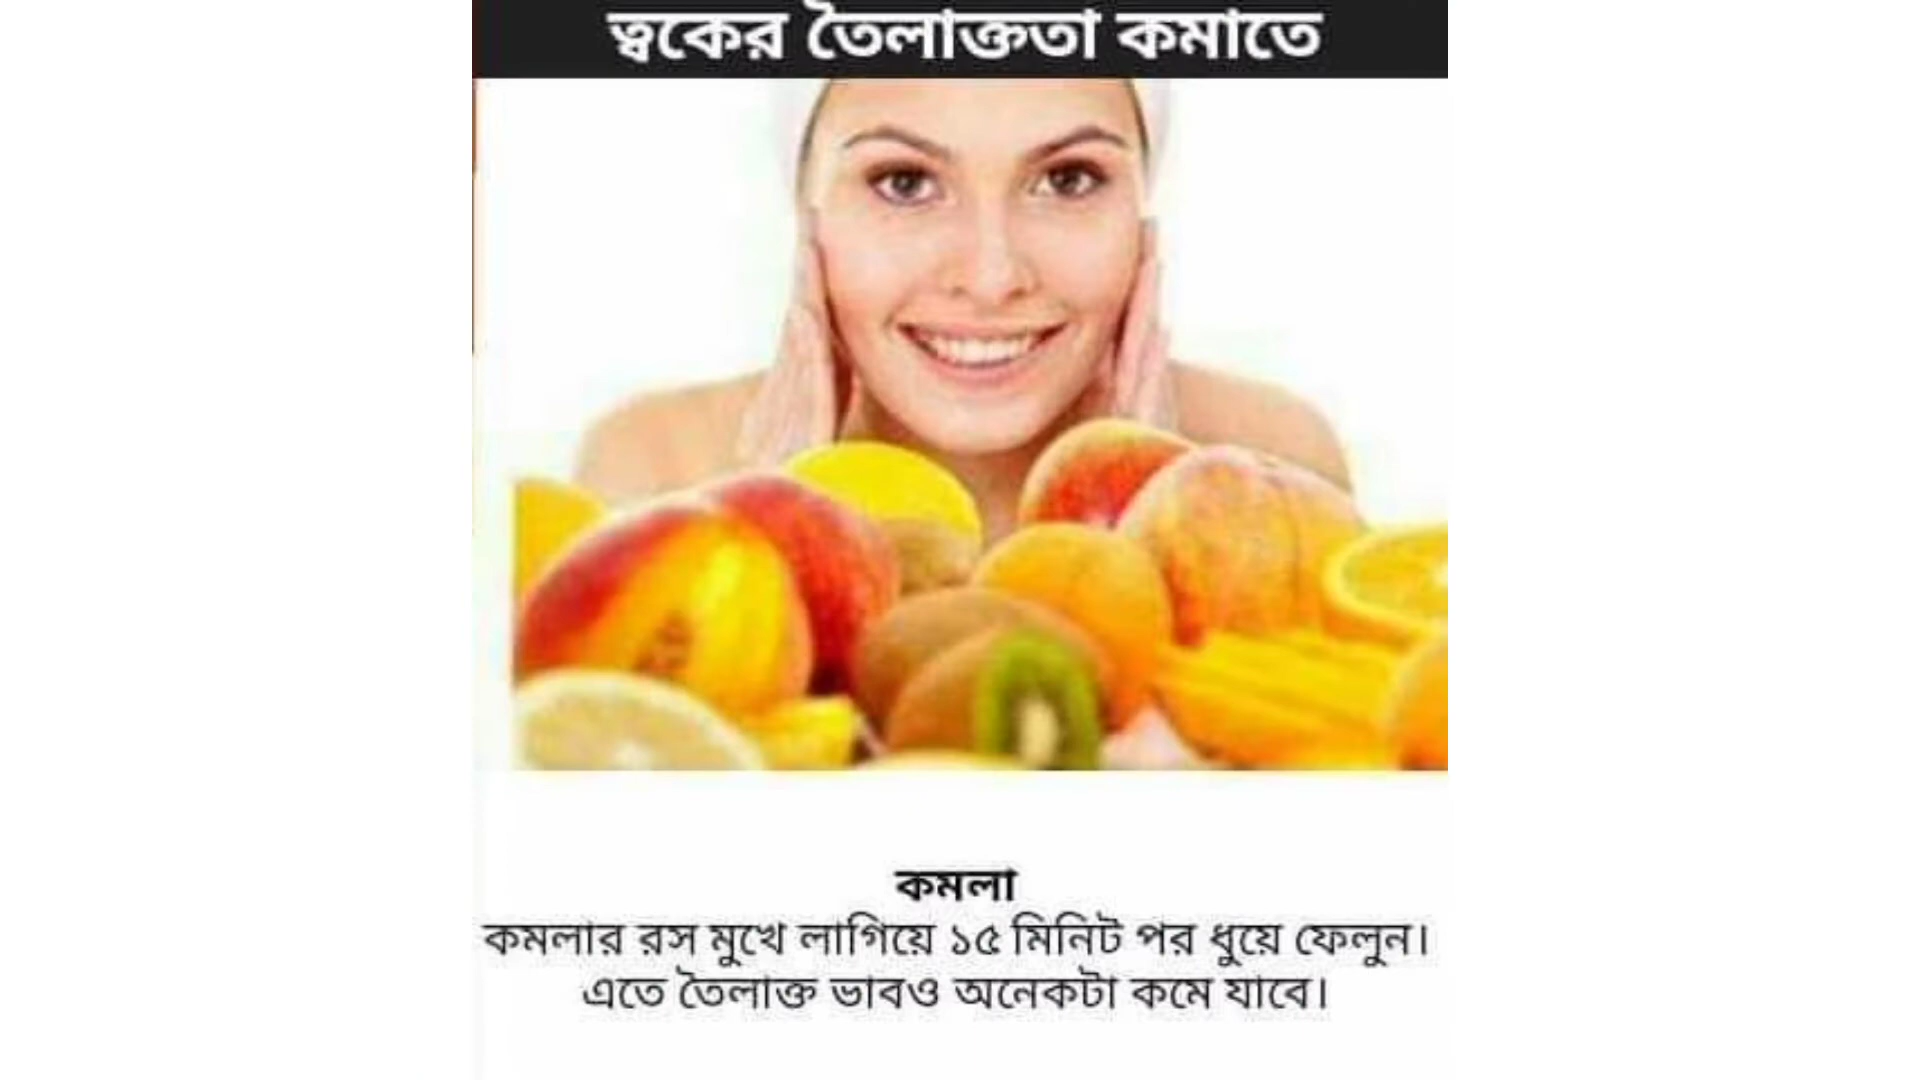 ত্বকের তৈলাক্ততা কমাতে
কমলা
কমলার রস মুখে লাগিয়ে ১৫ মিনিট পর ধুয়ে ফেলুন।
এতে তৈলাক্ত ভাবও অনেকটা কমে যাবে।